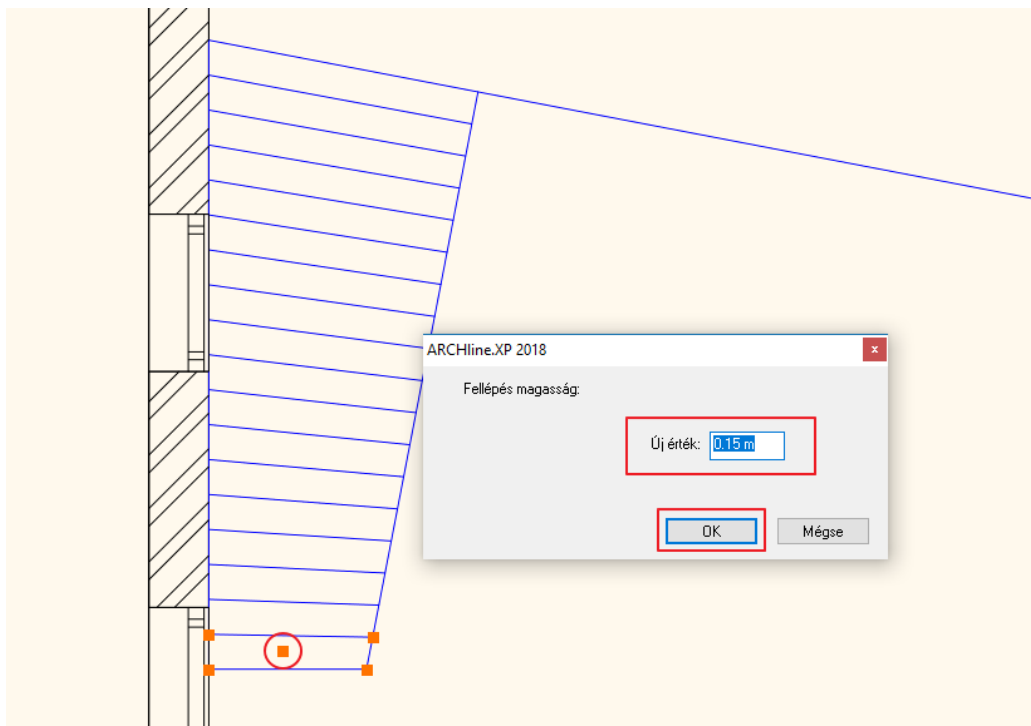 ARCHline.XP 2018
x
Fellépés magasság:
Új érték: 0.15 m
OK Mégse